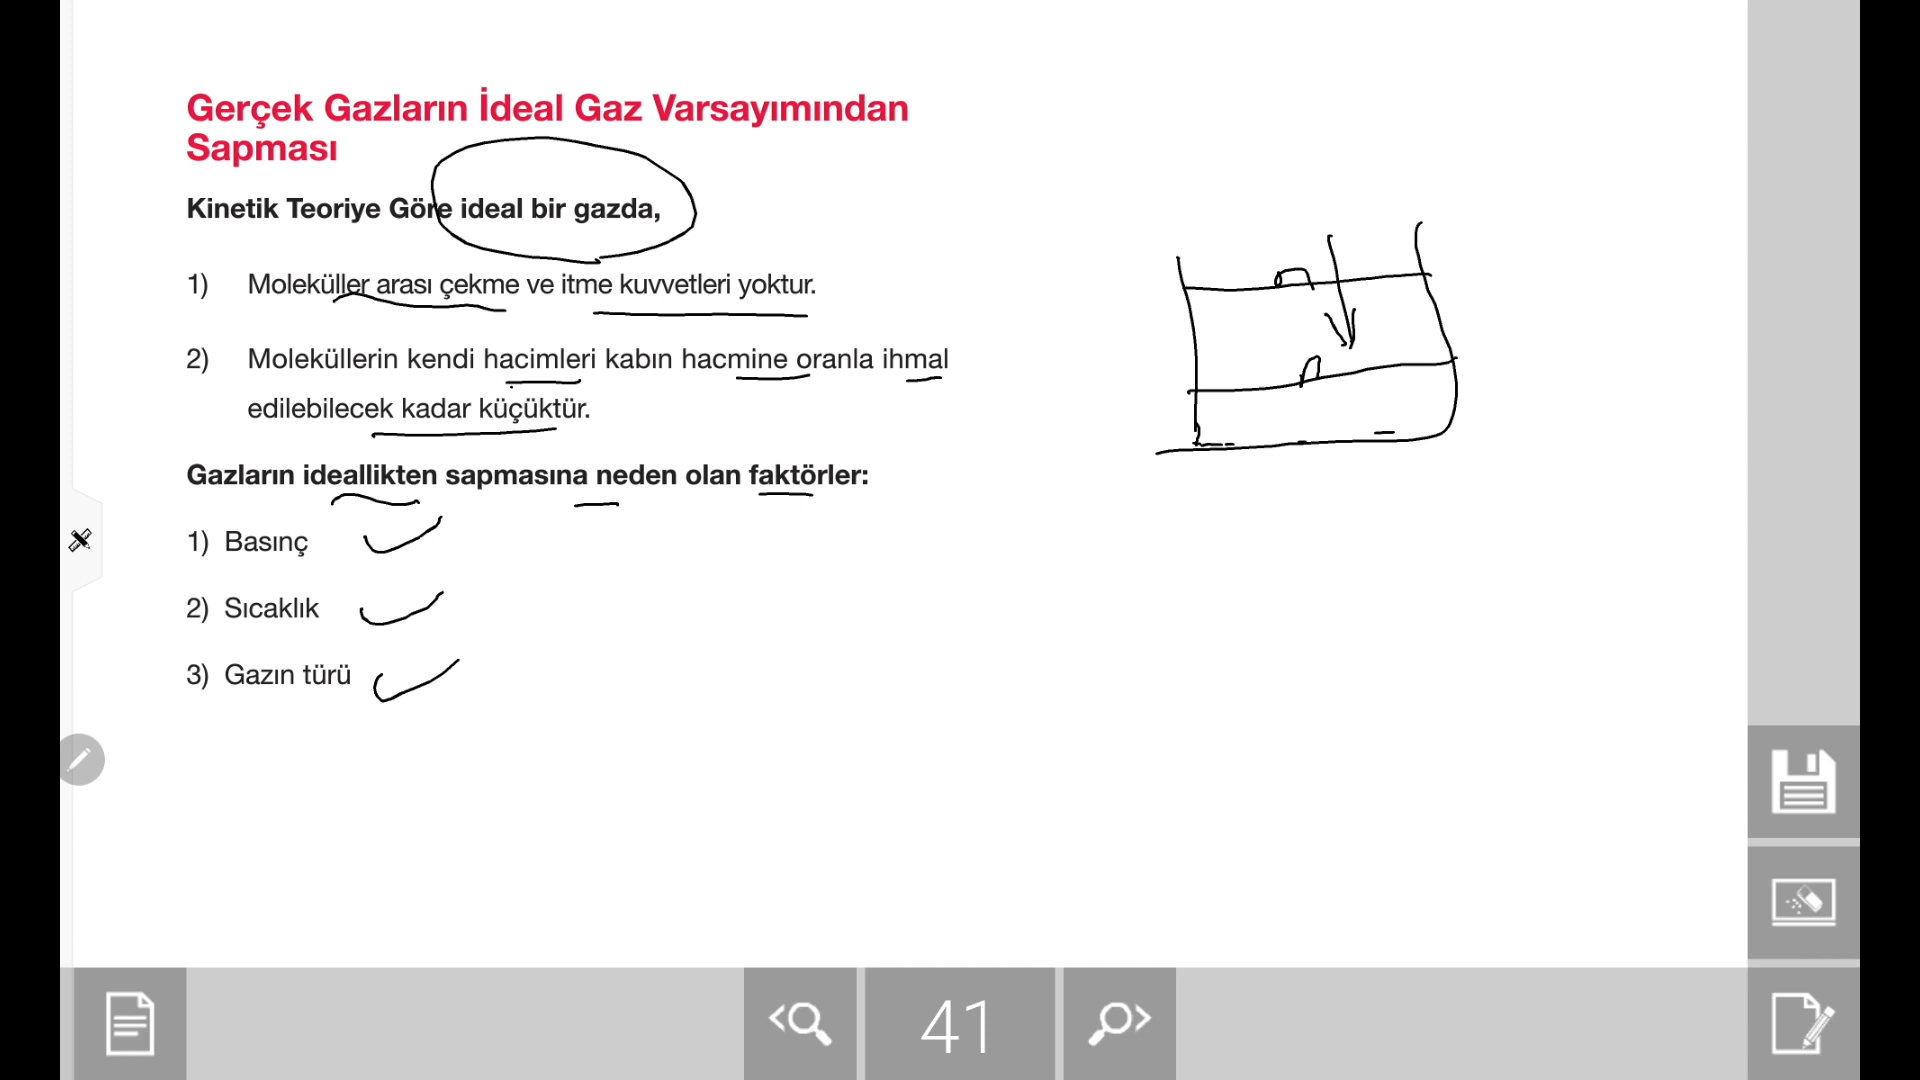 Gerçek Gazların İdeal Gaz Varsayımından
Sapması
Kinetik Teoriye Göre ideal bir gazda,
1) Moleküller arası çekme ve itme kuvvetleri yoktur.
2) Moleküllerin kendi hacimleri kabın hacmine oranla ihmal
edilebilecek kadar küçüktür.
Gazların ideallikten sapmasına neden olan faktörler:
1) Basınç
2) Sıcaklık
3) Gazın türü
41